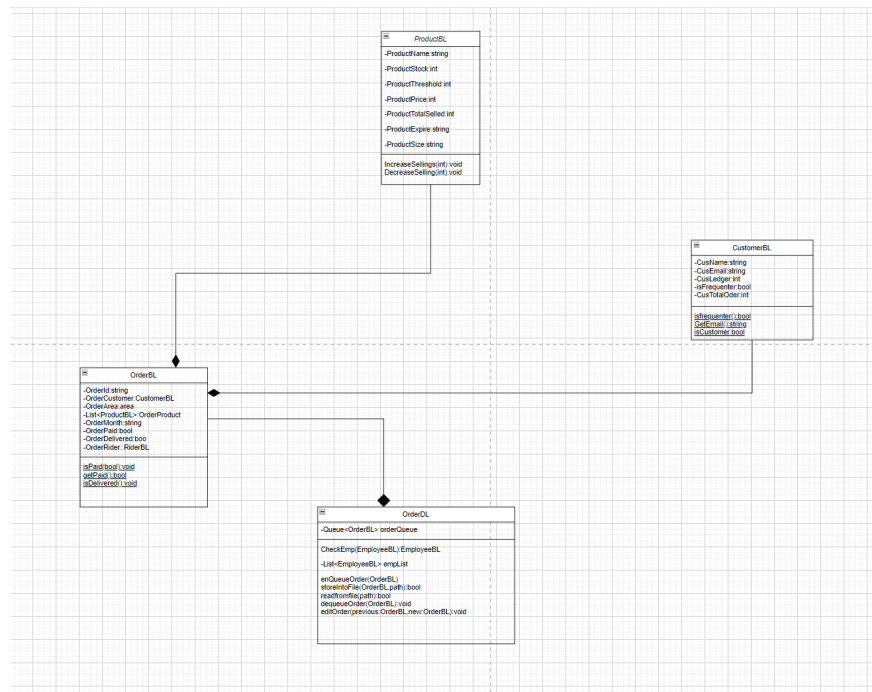 ProductBL
-ProductName:string
-ProductStock:int
-ProductThreshold:int
-ProductPrice:int
-ProductTotalSelled:int
-ProductExpire:string
-ProductSize:string
IncreaseSellings(int):void
DecreaseSelling(int):void
CustomerBL
-CusName:string
-CusEmail:string
-CusLedger:int
-isFrequenter:bool
-CusTotalOder:int
isfrequenter():bool
GetEmail():string
isCustomer:bool
OrderBL
-OrderId:string
-OrderCustomer:CustomerBL
-OrderArea:area
-List<ProductBL>:OrderProduct
-OrderMonth:string
-OrderPaid:bool
-OrderDelivered:boo
-OrderRider::RiderBL
isPaid(bool):void
getPaid():bool
isDelivered():void
OrderDL
-Queue<OrderBL> orderQueue
CheckEmp(EmployeeBL):EmployeeBL
-List<EmployeeBL> empList
enQueueOrder(OrderBL)
storeIntoFile(OrderBL,path):bool
readfromfile(path):bool
dequeueOrder(OrderBL):void
editOrder(previous:OrderBL,new:OrderBL):void